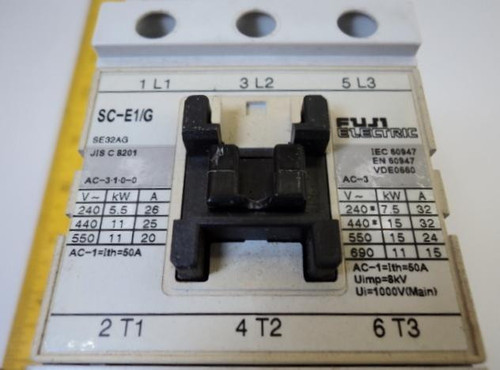 1 L1 3 L2 5 L3
SC-E1/G
SE32AG
JIS C 8201
AC-3·1·0-0
V~ kW A
240 5.5 26
440 11 25
550 11 20
AC-1=Ith=50A
FUJI
ELECTRIC
IEC 60947
EN 60947
VDE0660
AC-3
V~ kW A
240* 7.5 32
440* 15 32
550 15 24
690 11 15
AC-1=Ith=50A
Uimp=8kV
Ui=1000V(Main)
2 T1 4 T2 6 T3